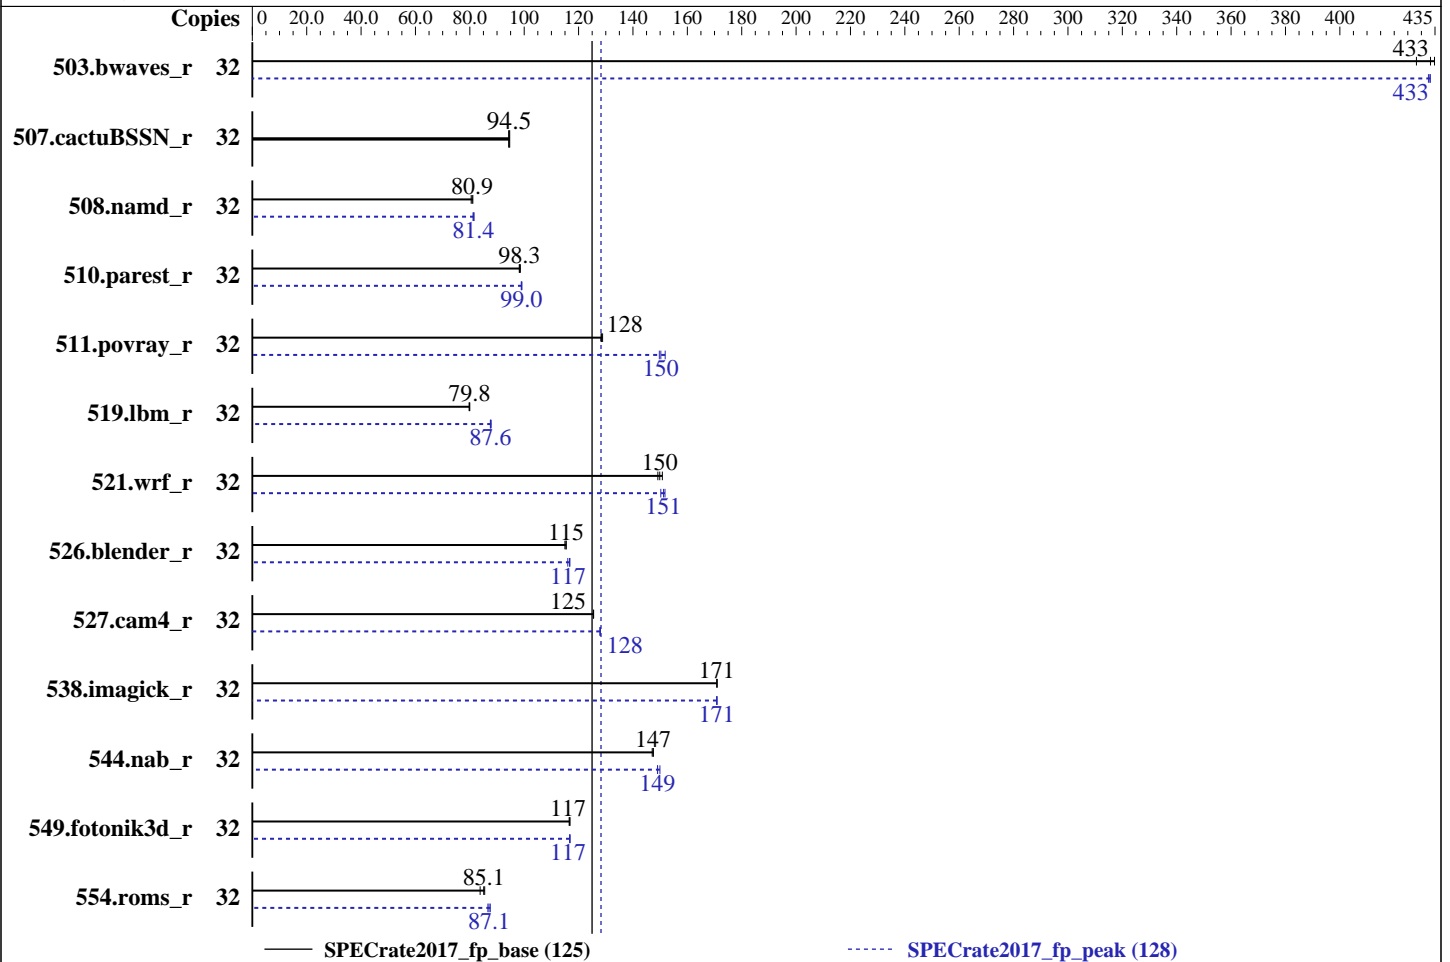 Copies 0 20.0 40.0 60.0 80.0 100 120 140 160 180 200 220 240 260 280 300 320 340 360 380 400 435
503.bwaves_r 32 433
433
507.cactuBSSN_r 32 94.5
508.namd_r 32 80.9
81.4
510.parest_r 32 98.3
99.0
511.povray_r 32 128
150
519.lbm_r 32 79.8
87.6
521.wrf_r 32 150
151
526.blender_r 32 115
117
527.cam4_r 32 125
128
538.imagick_r 32 171
171
544.nab_r 32 147
149
549.fotonik3d_r 32 117
117
554.roms_r 32 85.1
87.1
SPECrate2017_fp_base (125) SPECrate2017_fp_peak (128)